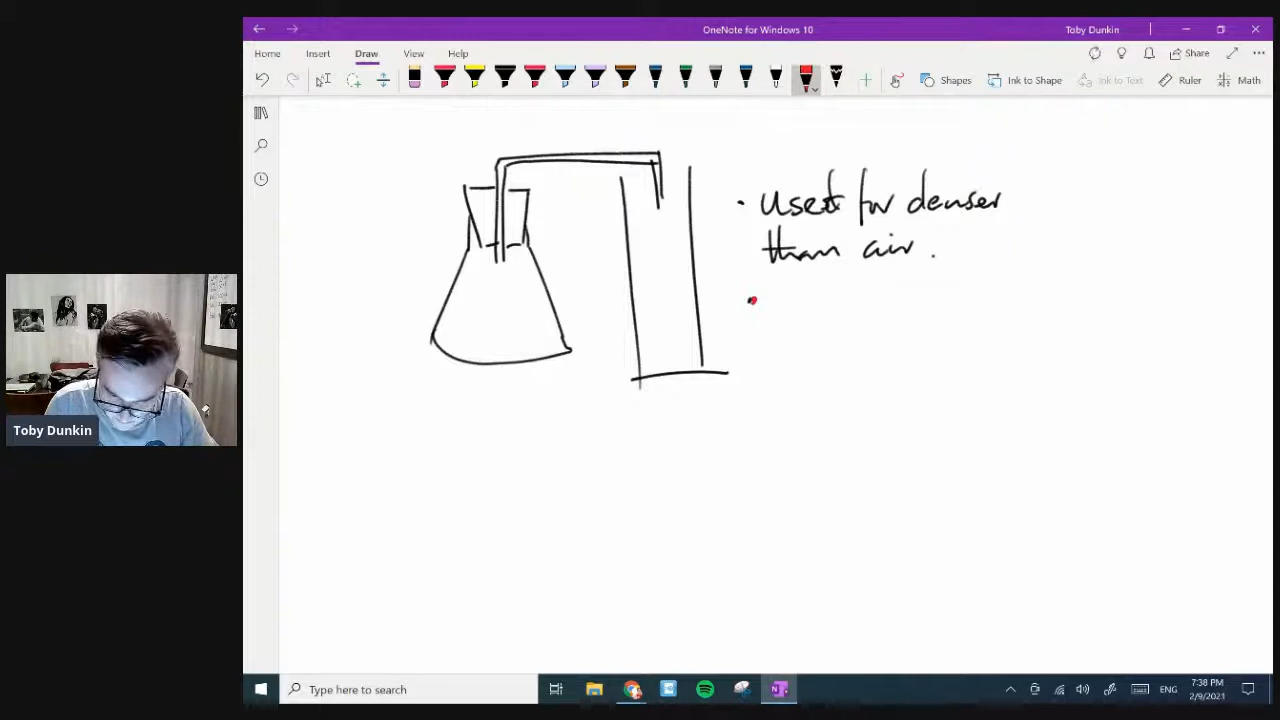 OneNote for Windows 10
Toby Dunkin
Home Insert Draw View Help
Share
Shapes Ink to Shape Ink to Text Ruler Math
• used for denser
than air.
•
Toby Dunkin
Type here to search
ENG
7:38 PM
2/9/2021